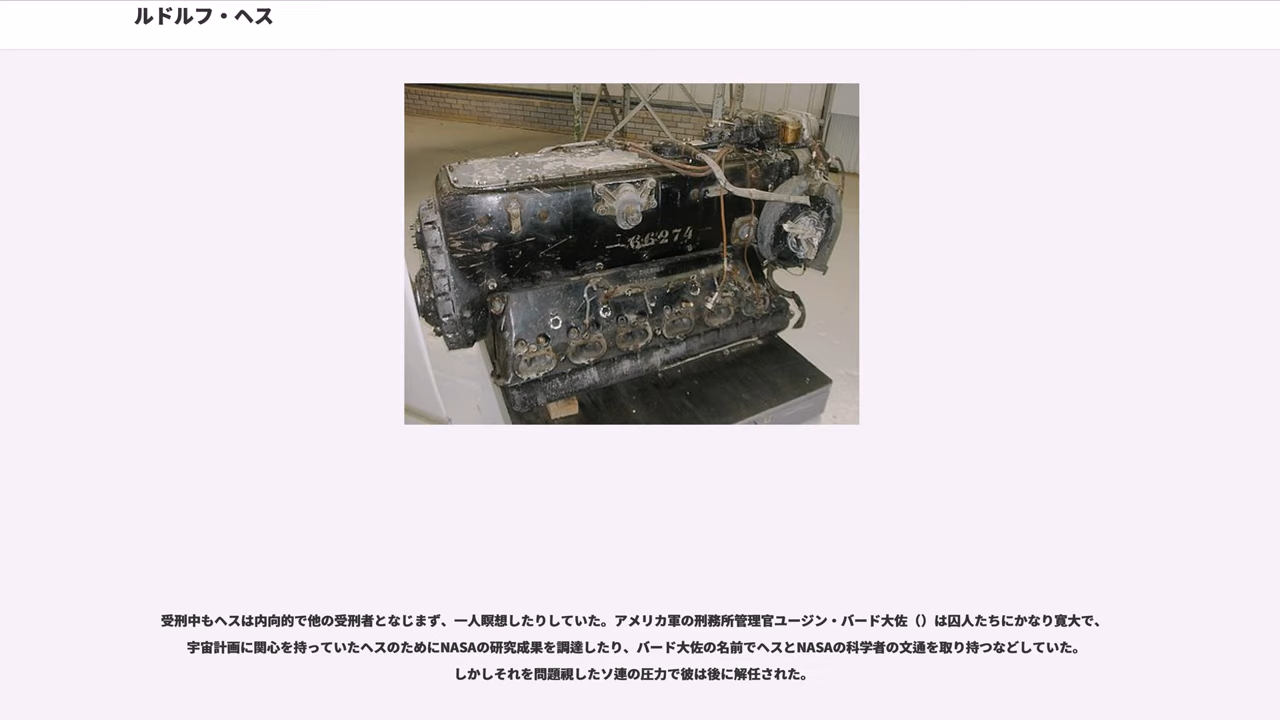 ルドルフ・ヘス
受刑中もヘスは内向的で他の受刑者となじまず、一人瞑想したりしていた。アメリカ軍の刑務所管理官ユージン・バード大佐（）は囚人たちにかなり寛大で、
宇宙計画に関心を持っていたヘスのためにNASAの研究成果を調達したり、バード大佐の名前でヘスとNASAの科学者の文通を取り持つなどしていた。
しかしそれを問題視したソ連の圧力で彼は後に解任された。